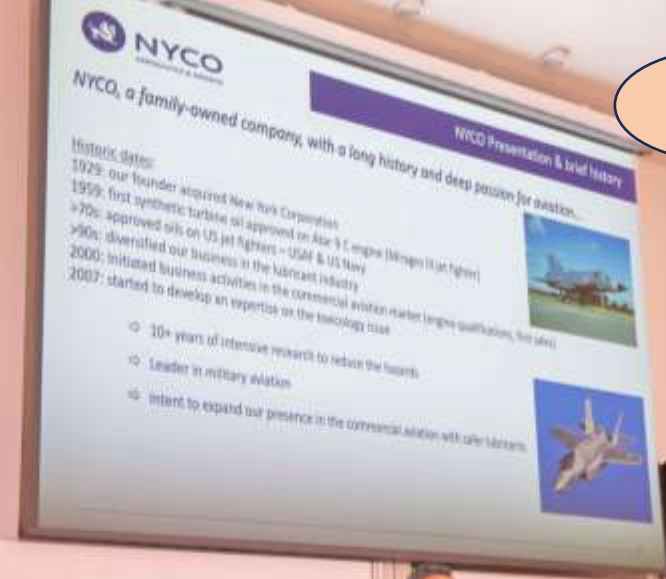 NYCO
AERONAUTICS & DEFENSE
NYCO Presentation & brief history
NYCO, a family-owned company, with a long history and deep passion for aviation...
Historic dates:
1929: our founder acquired New York Corporation
1959: first synthetic turbine oil approved on Atar 9 C engine (Mirages III jet fighter)
>70s: approved oils on US jet fighters – USAF & US Navy
>90s: diversified our business in the lubricant industry
2000: initiated business activities in the commercial aviation market (engine qualifications, first sales)
2007: started to develop an expertise on the toxicology issue
⇨ 10+ years of intensive research to reduce the hazards
⇨ Leader in military aviation
⇨ Intent to expand our presence in the commercial aviation with safer lubricants